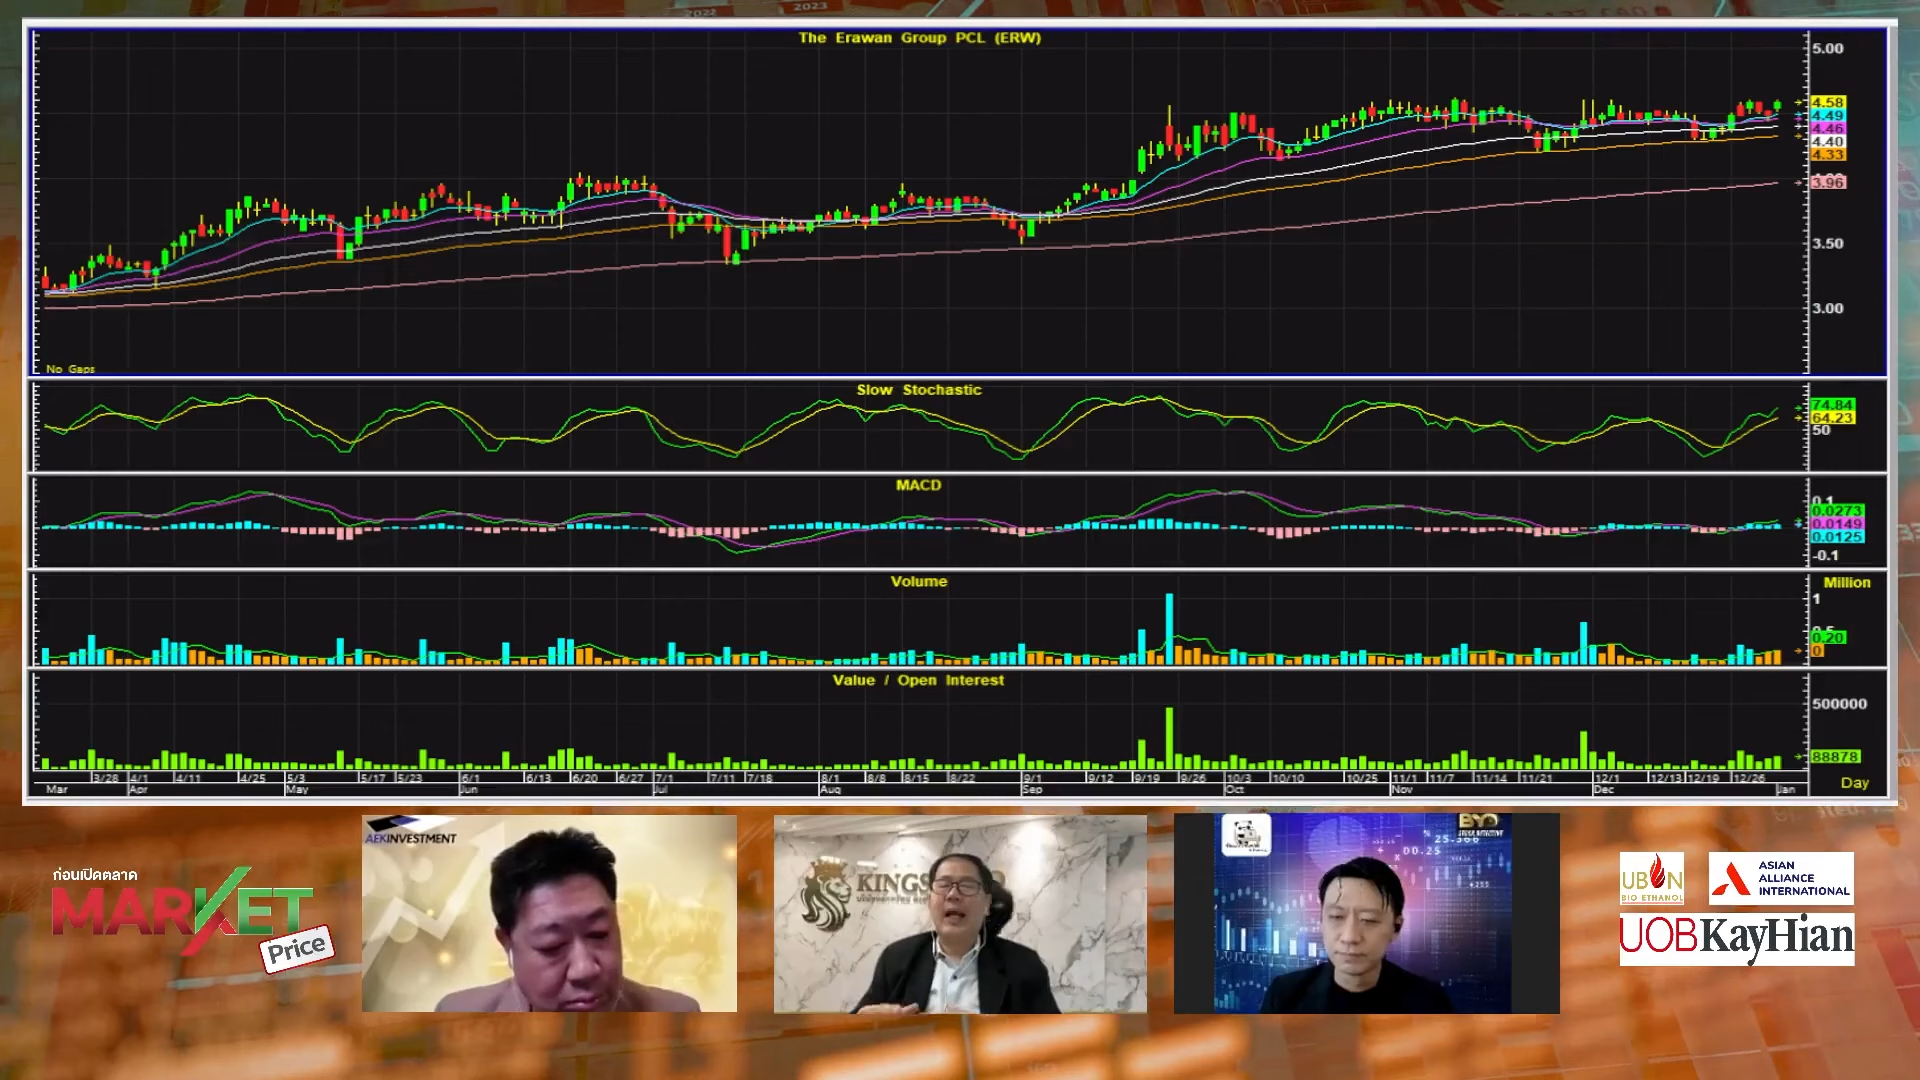 2022
2023
The Erawan Group PCL (ERW)
5.00
4.58
4.49
4.46
4.40
4.33
3.96
3.50
3.00
No Gaps
Slow Stochastic
74.84
64.23
50
MACD
0.1
0.0273
0.0149
0.0125
-0.1
Volume
Million
1
0.20
0
Value / Open Interest
500000
88878
3/28 4/1 4/11 4/25 5/3 5/17 5/23 6/1 6/13 6/20 6/27 7/1 7/11 7/18 8/1 8/8 8/15 8/22 9/1 9/12 9/19 9/26 10/3 10/10 10/25 11/1 11/7 11/14 11/21 12/1 12/13 12/19 12/26
Mar Apr May Jun Jul Aug Sep Oct Nov Dec Jan
Day
ก่อนเปิดตลาด
MARKET
Price
AEKINVESTMENT
KINGS
BYD
25.300
00.25
UBON
BIO ETHANOL
ASIAN
ALLIANCE
INTERNATIONAL
UOBKayHian